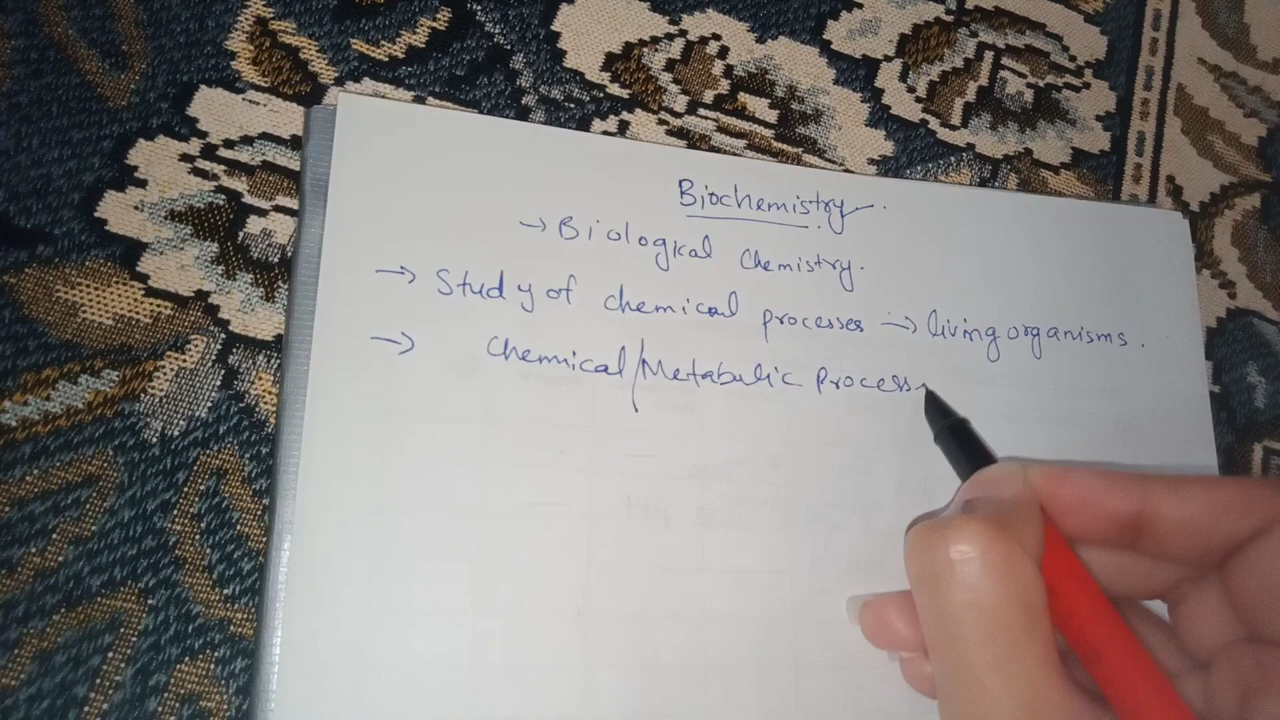 Biochemistry.
→ Biological Chemistry.
→ Study of chemical processes → living organisms.
→ Chemical/Metabolic Process